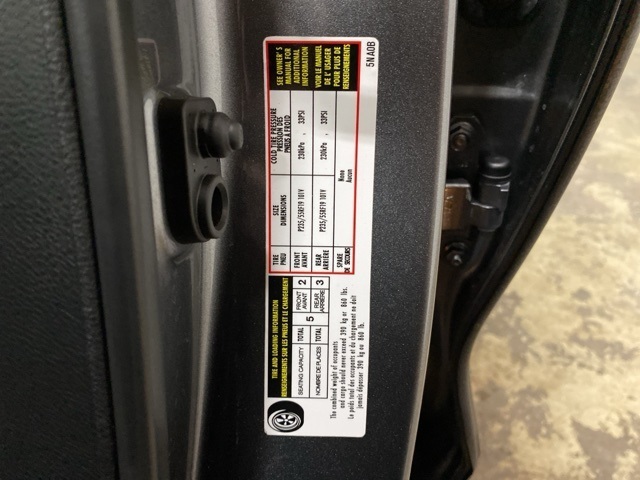 TIRE AND LOADING INFORMATION
RENSEIGNEMENTS SUR LES PNEUS ET LE CHARGEMENT
SEATING CAPACITY TOTAL 5 FRONT 2
AVANT
NOMBRE DE PLACES TOTAL REAR 3
ARRIÈRE
The combined weight of occupants
and cargo should never exceed 390 kg or 860 lbs.
Le poids total des occupants et du chargement ne doit
jamais dépasser 390 kg ou 860 lb.
TIRE SIZE COLD TIRE PRESSURE
PNEU DIMENSIONS PRESSION DES
PNEUS À FROID
FRONT P235/55RF19 101V 230kPa , 33PSI
AVANT
REAR P235/55RF19 101V 230kPa , 33PSI
ARRIÈRE
SPARE None
DE SECOURS Aucun
SEE OWNER'S
MANUAL FOR
ADDITIONAL
INFORMATION
VOIR LE MANUEL
DE L' USAGER
POUR PLUS DE
RENSEIGNEMENTS
5NA0B